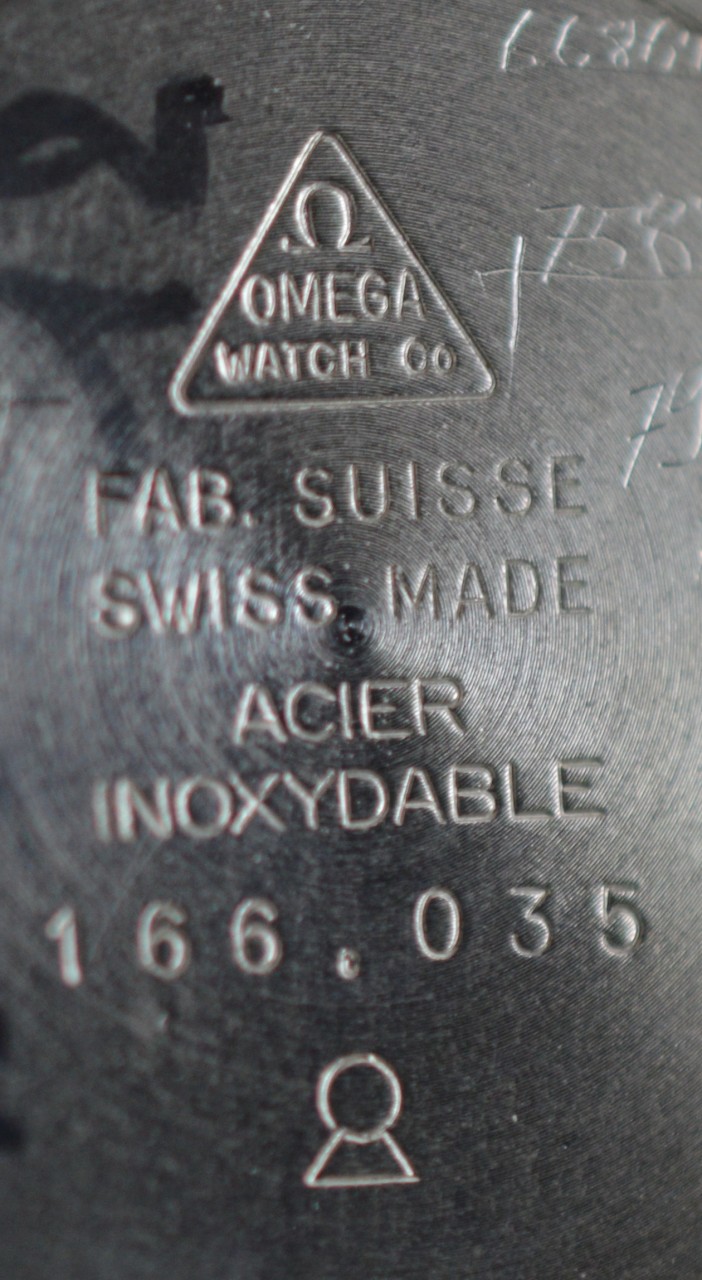 Ω
OMEGA
WATCH Co
FAB. SUISSE
SWISS MADE
ACIER
INOXYDABLE
166.035